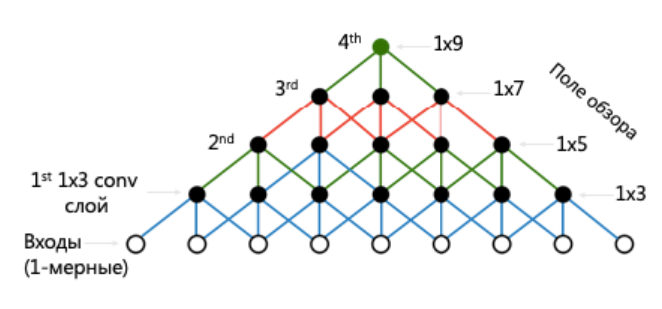 4th
1x9
3rd
1x7
Поле обзора
2nd
1x5
1st 1x3 conv
слой
1x3
Входы
(1-мерные)